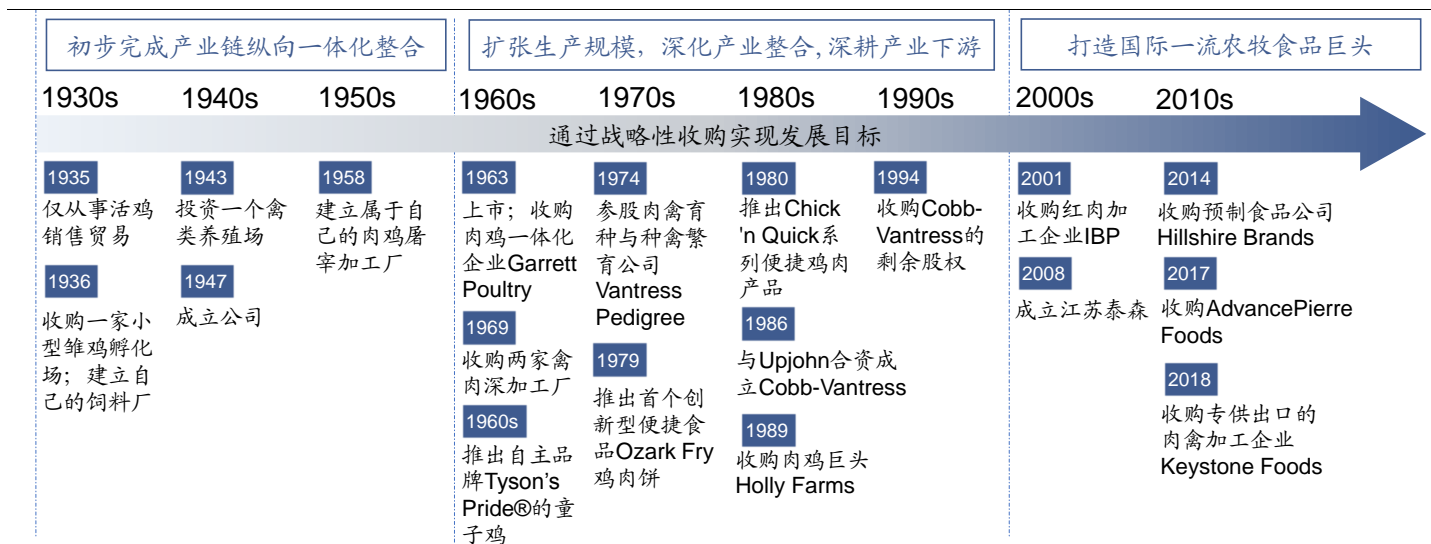 初步完成产业链纵向一体化整合
扩张生产规模，深化产业整合,深耕产业下游
打造国际一流农牧食品巨头
1930s
1940s
1950s
1960s
1970s
1980s
1990s
2000s
2010s
通过战略性收购实现发展目标
1935
仅从事活鸡
销售贸易
1936
收购一家小
型雏鸡孵化
场；建立自
己的饲料厂
1943
投资一个禽
类养殖场
1947
成立公司
1958
建立属于自
己的肉鸡屠
宰加工厂
1963
上市；收购
肉鸡一体化
企业Garrett
Poultry
1969
收购两家禽
肉深加工厂
1960s
推出自主品
牌Tyson’s
Pride®的童
子鸡
1974
参股肉禽育
种与种禽繁
育公司
Vantress
Pedigree
1979
推出首个创
新型便捷食
品Ozark Fry
鸡肉饼
1980
推出Chick
'n Quick系
列便捷鸡肉
产品
1986
与Upjohn合资成
立Cobb-Vantress
1989
收购肉鸡巨头
Holly Farms
1994
收购Cobb-
Vantress的
剩余股权
2001
收购红肉加
工企业IBP
2008
成立江苏泰森
2014
收购预制食品公司
Hillshire Brands
2017
收购AdvancePierre
Foods
2018
收购专供出口的
肉禽加工企业
Keystone Foods